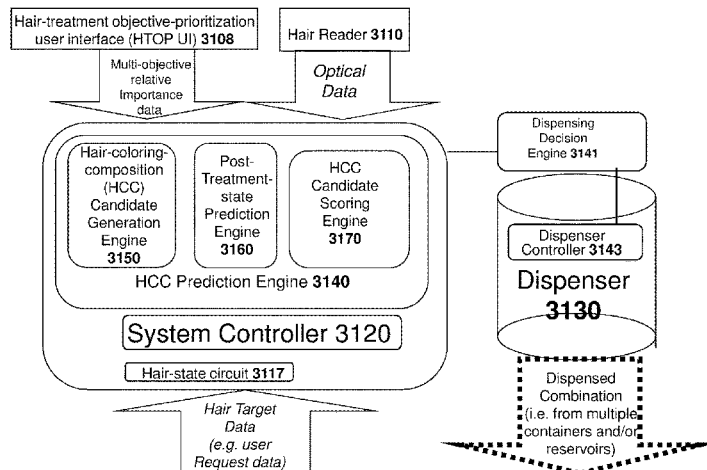 Hair-treatment objective-prioritization
user interface (HTOP UI) 3108
Hair Reader 3110
Multi-objective
relative
Importance
data
Optical
Data
Hair-coloring-
composition
(HCC)
Candidate
Generation
Engine
3150
Post-
Treatment-
state
Prediction
Engine
3160
HCC
Candidate
Scoring
Engine
3170
HCC Prediction Engine 3140
System Controller 3120
Hair-state circuit 3117
Hair Target
Data
(e.g. user
Request data)
Dispensing
Decision
Engine 3141
Dispenser
Controller 3143
Dispenser
3130
Dispensed
Combination
(i.e. from multiple
containers and/or
reservoirs)